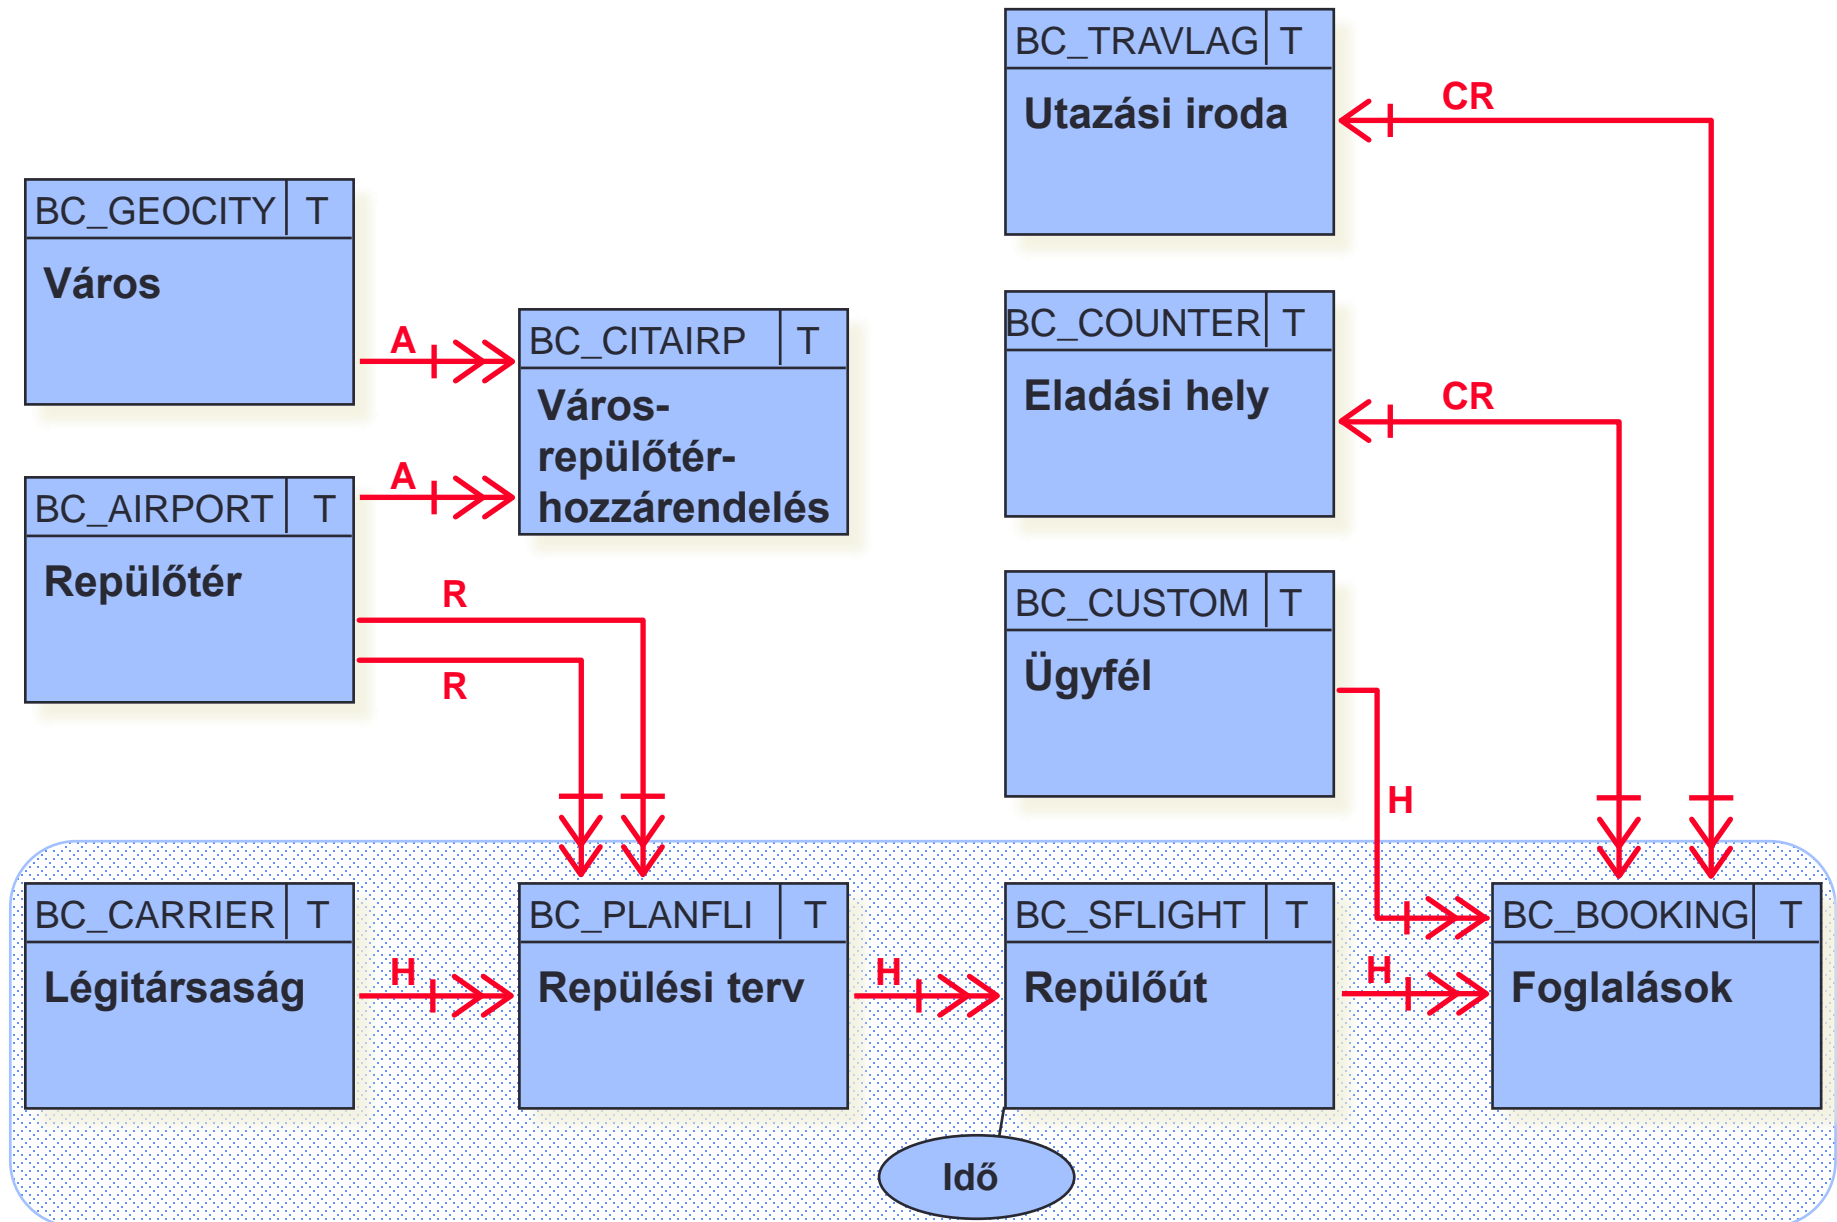 BC_TRAVLAG T
Utazási iroda
CR
BC_GEOCITY T
Város
A
BC_CITAIRP T
Város-
repülőtér-
hozzárendelés
BC_COUNTER T
Eladási hely
CR
A
BC_AIRPORT T
Repülőtér
R
R
BC_CUSTOM T
Ügyfél
H
BC_CARRIER T
Légitársaság
H
BC_PLANFLI T
Repülési terv
H
BC_SFLIGHT T
Repülőút
H
BC_BOOKING T
Foglalások
Idő